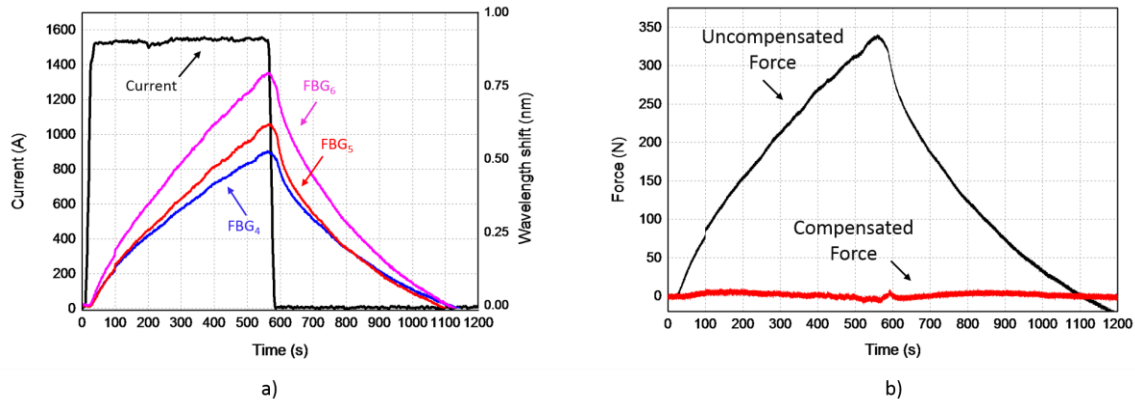 1600
1400
1200
1000
800
600
400
200
0
Current (A)
1.00
0.75
0.50
0.25
0.00
Wavelength shift (nm)
Current
FBG6
FBG5
FBG4
0 100 200 300 400 500 600 700 800 900 1000 1100 1200
Time (s)
a)
350
300
250
200
150
100
50
0
Force (N)
Uncompensated
Force
Compensated
Force
0 100 200 300 400 500 600 700 800 900 1000 1100 1200
Time (s)
b)